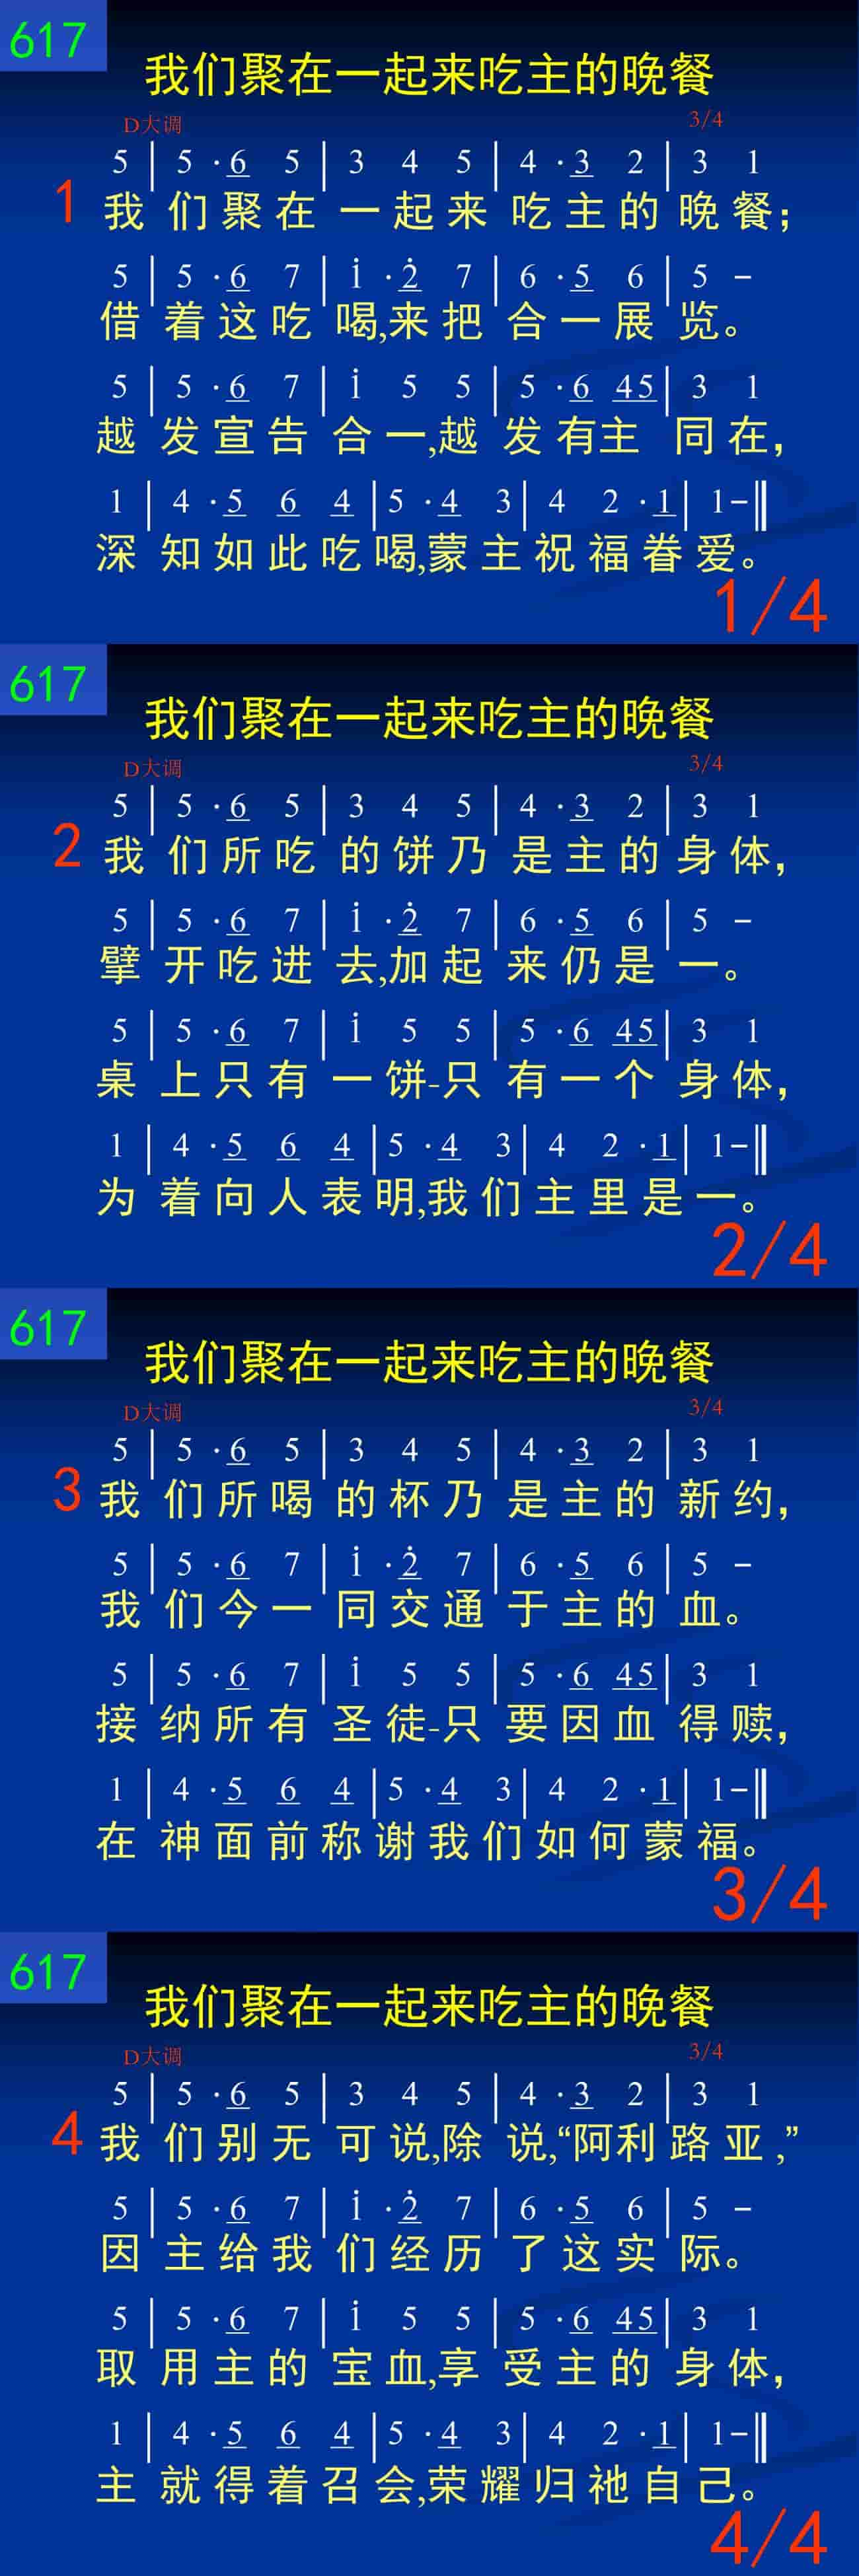 617
我们聚在一起来吃主的晚餐
D大调 3/4
5 | 5 · 6 5 | 3 4 5 | 4 · 3 2 | 3 1
1 我们聚在一起来吃主的晚餐；
5 | 5 · 6 7 | i · 2̇ 7 | 6 · 5 6 | 5 -
借着这吃喝,来把合一展览。
5 | 5 · 6 7 | i 5 5 | 5 · 6 45 | 3 1
越发宣告合一,越发有主同在，
1 | 4 · 5 6 4 | 5 · 4 3 | 4 2 · 1 | 1-‖
深知如此吃喝,蒙主祝福眷爱。
1/4
617
我们聚在一起来吃主的晚餐
D大调 3/4
5 | 5 · 6 5 | 3 4 5 | 4 · 3 2 | 3 1
2 我们所吃的饼乃是主的身体，
5 | 5 · 6 7 | i · 2̇ 7 | 6 · 5 6 | 5 -
擘开吃进去,加起来仍是一。
5 | 5 · 6 7 | i 5 5 | 5 · 6 45 | 3 1
桌上只有一饼-只有一个身体，
1 | 4 · 5 6 4 | 5 · 4 3 | 4 2 · 1 | 1-‖
为着向人表明,我们主里是一。
2/4
617
我们聚在一起来吃主的晚餐
D大调 3/4
5 | 5 · 6 5 | 3 4 5 | 4 · 3 2 | 3 1
3 我们所喝的杯乃是主的新约，
5 | 5 · 6 7 | i · 2̇ 7 | 6 · 5 6 | 5 -
我们今一同交通于主的血。
5 | 5 · 6 7 | i 5 5 | 5 · 6 45 | 3 1
接纳所有圣徒-只要因血得赎，
1 | 4 · 5 6 4 | 5 · 4 3 | 4 2 · 1 | 1-‖
在神面前称谢我们如何蒙福。
3/4
617
我们聚在一起来吃主的晚餐
D大调 3/4
5 | 5 · 6 5 | 3 4 5 | 4 · 3 2 | 3 1
4 我们别无可说,除说,“阿利路亚,”
5 | 5 · 6 7 | i · 2̇ 7 | 6 · 5 6 | 5 -
因主给我们经历了这实际。
5 | 5 · 6 7 | i 5 5 | 5 · 6 45 | 3 1
取用主的宝血,享受主的身体，
1 | 4 · 5 6 4 | 5 · 4 3 | 4 2 · 1 | 1-‖
主就得着召会,荣耀归祂自己。
4/4